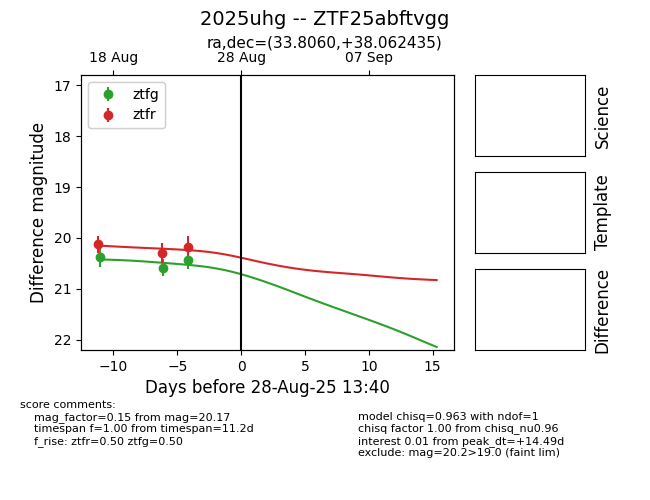 2025uhg -- ZTF25abftvgg
ra,dec=(33.8060,+38.062435)
18 Aug 28 Aug 07 Sep
ztfg
ztfr
17
18
19
20
21
22
Difference magnitude
−10 −5 0 5 10 15
Days before 28-Aug-25 13:40
Science
Template
Difference
score comments:
mag_factor=0.15 from mag=20.17
timespan f=1.00 from timespan=11.2d
f_rise: ztfr=0.50 ztfg=0.50
model chisq=0.963 with ndof=1
chisq factor 1.00 from chisq_nu0.96
interest 0.01 from peak_dt=+14.49d
exclude: mag=20.2>19.0 (faint lim)